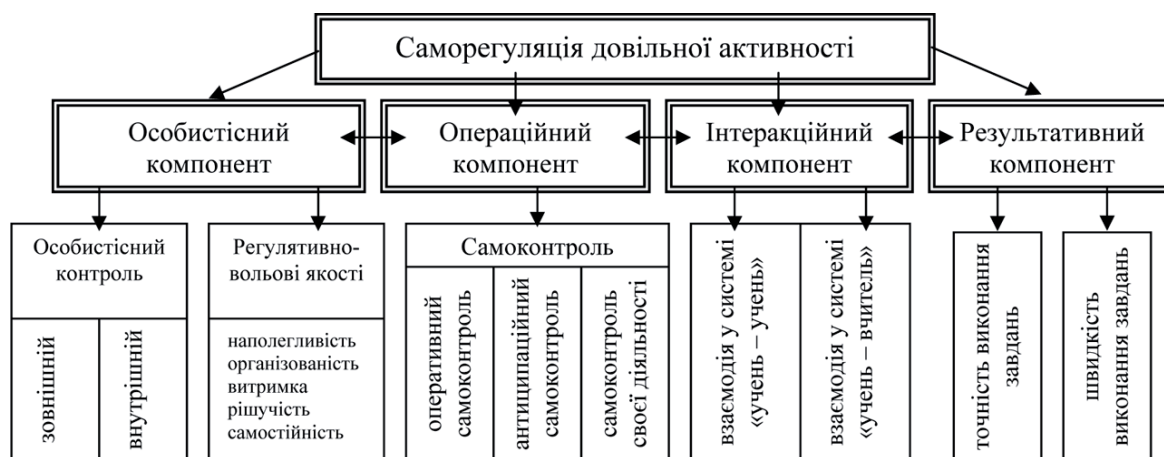 Саморегуляція довільної активності
Особистісний
компонент
Операційний
компонент
Інтеракційний
компонент
Результативний
компонент
Особистісний
контроль
зовнішній
внутрішній
Регулятивно-
вольові якості
наполегливість
організованість
витримка
рішучість
самостійність
Самоконтроль
оперативний
самоконтроль
антиципаційний
самоконтроль
самоконтроль
своєї діяльності
взаємодія у системі
«учень – учень»
взаємодія у системі
«учень – вчитель»
точність виконання
завдань
швидкість
виконання завдань